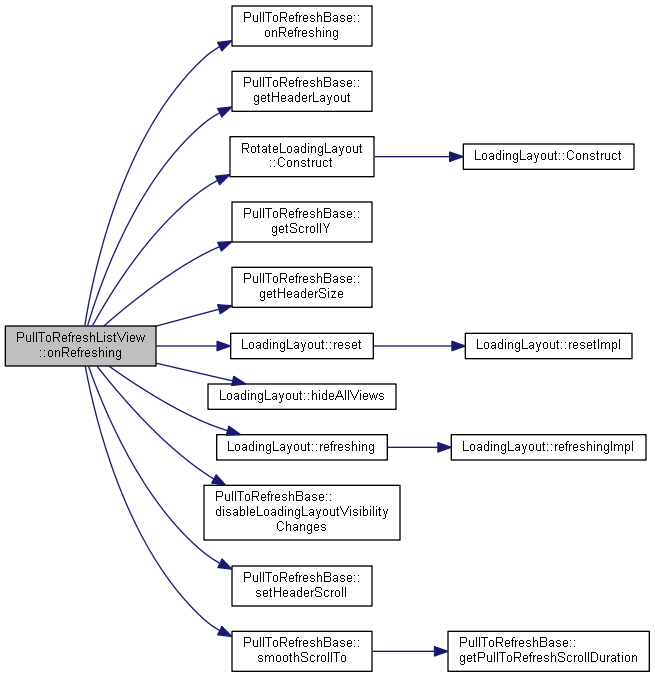 PullToRefreshBase::
onRefreshing
PullToRefreshBase::
getHeaderLayout
RotateLoadingLayout
::Construct
LoadingLayout::Construct
PullToRefreshBase::
getScrollY
PullToRefreshBase::
getHeaderSize
PullToRefreshListView
::onRefreshing
LoadingLayout::reset
LoadingLayout::resetImpl
LoadingLayout::hideAllViews
LoadingLayout::refreshing
LoadingLayout::refreshingImpl
PullToRefreshBase::
disableLoadingLayoutVisibility
Changes
PullToRefreshBase::
setHeaderScroll
PullToRefreshBase::
smoothScrollTo
PullToRefreshBase::
getPullToRefreshScrollDuration